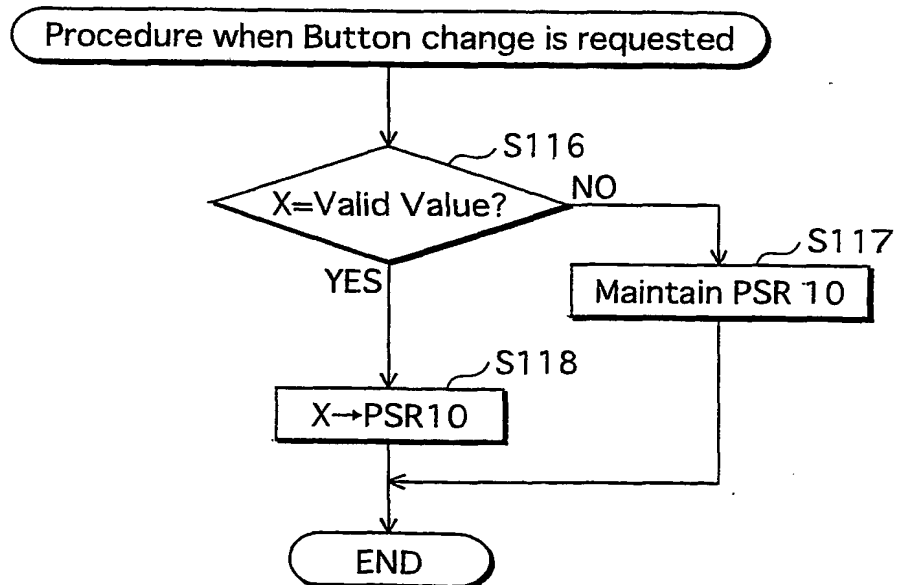 Procedure when Button change is requested
S116
X=Valid Value?
NO
S117
YES
Maintain PSR 10
S118
X→PSR10
END